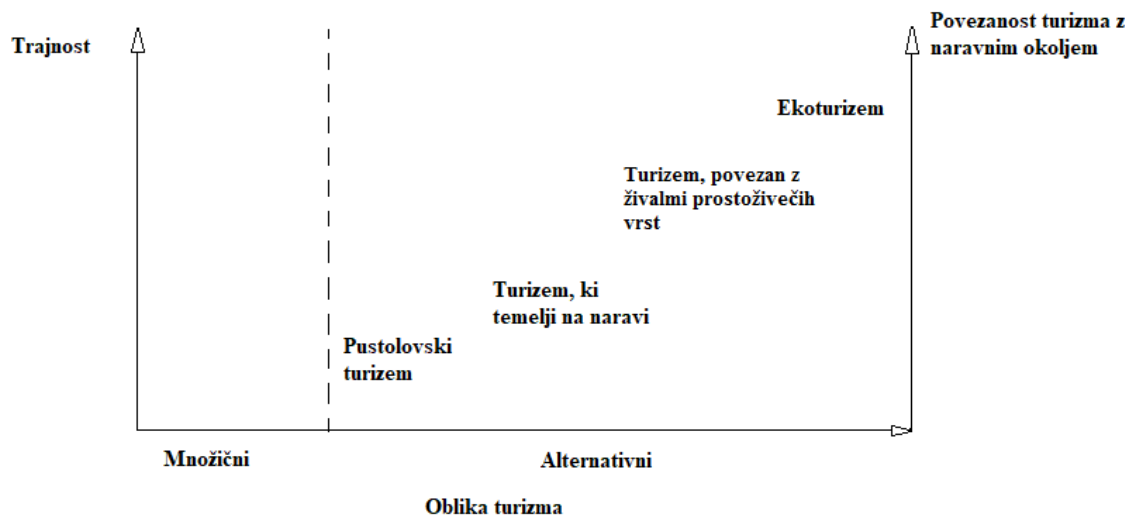 Trajnost
Povezanost turizma z
naravnim okoljem
Ekoturizem
Turizem, povezan z
živalmi prostoživečih
vrst
Turizem, ki
temelji na naravi
Pustolovski
turizem
Množični
Alternativni
Oblika turizma